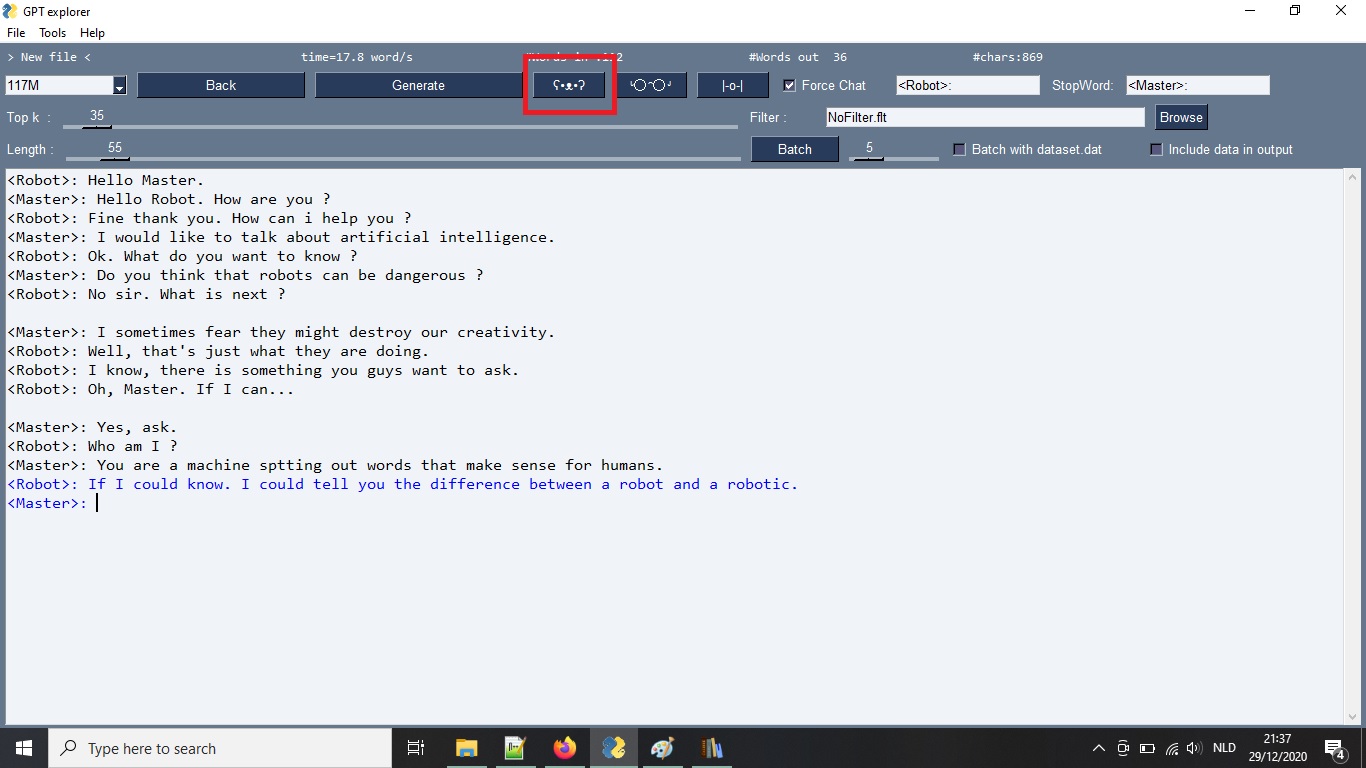 GPT explorer
File Tools Help
> New file < time=17.8 word/s #Words in :112 #Words out 36 #chars:869
117M Back Generate ʕ•ᴥ•ʔ |-o-| Force Chat <Robot>: StopWord: <Master>:
Top k : 35 Filter : NoFilter.flt Browse
Length : 55 Batch 5 Batch with dataset.dat Include data in output
<Robot>: Hello Master.
<Master>: Hello Robot. How are you ?
<Robot>: Fine thank you. How can i help you ?
<Master>: I would like to talk about artificial intelligence.
<Robot>: Ok. What do you want to know ?
<Master>: Do you think that robots can be dangerous ?
<Robot>: No sir. What is next ?
<Master>: I sometimes fear they might destroy our creativity.
<Robot>: Well, that's just what they are doing.
<Robot>: I know, there is something you guys want to ask.
<Robot>: Oh, Master. If I can...
<Master>: Yes, ask.
<Robot>: Who am I ?
<Master>: You are a machine sptting out words that make sense for humans.
<Robot>: If I could know. I could tell you the difference between a robot and a robotic.
<Master>:
Type here to search NLD 21:37
29/12/2020 4